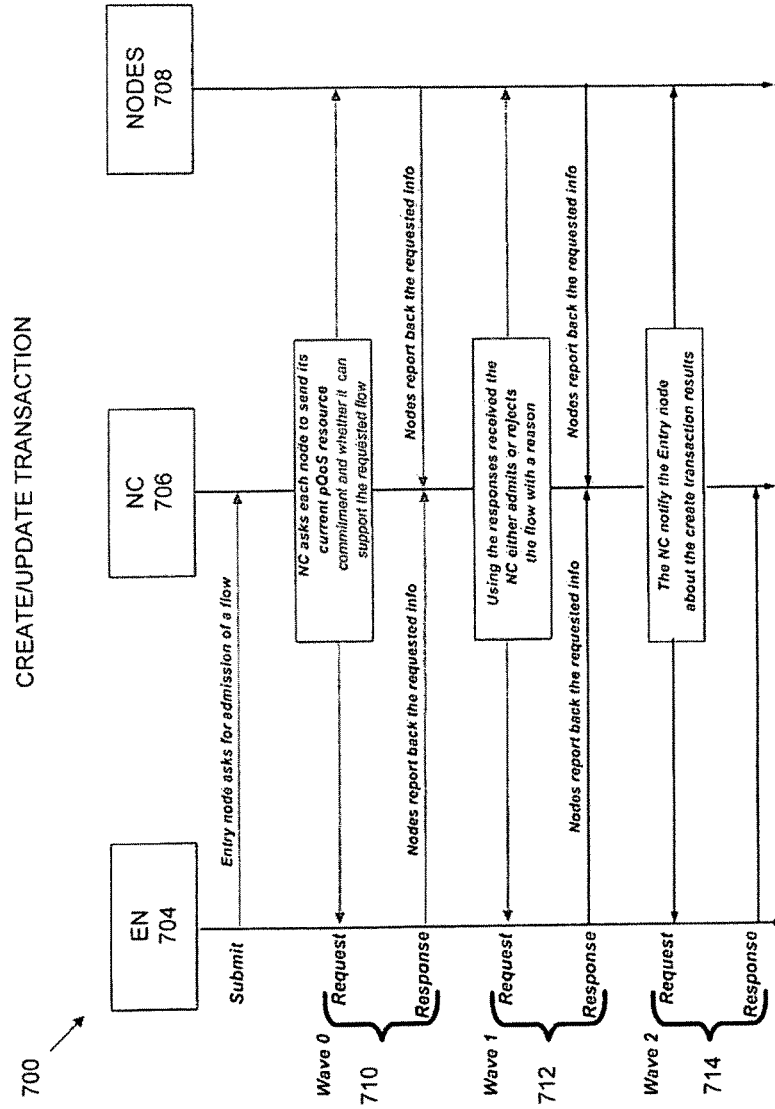 CREATE/UPDATE TRANSACTION
700
EN
704
NC
706
NODES
708
Submit
Entry node asks for admission of a flow
Wave 0
710
Request
NC asks each node to send its
current pQoS resource
commitment and whether it can
support the requested flow
Response
Nodes report back the requested info
Nodes report back the requested info
Wave 1
712
Request
Using the responses received the
NC either admits or rejects
the flow with a reason
Response
Nodes report back the requested info
Nodes report back the requested info
Wave 2
714
Request
The NC notify the Entry node
about the create transaction results
Response